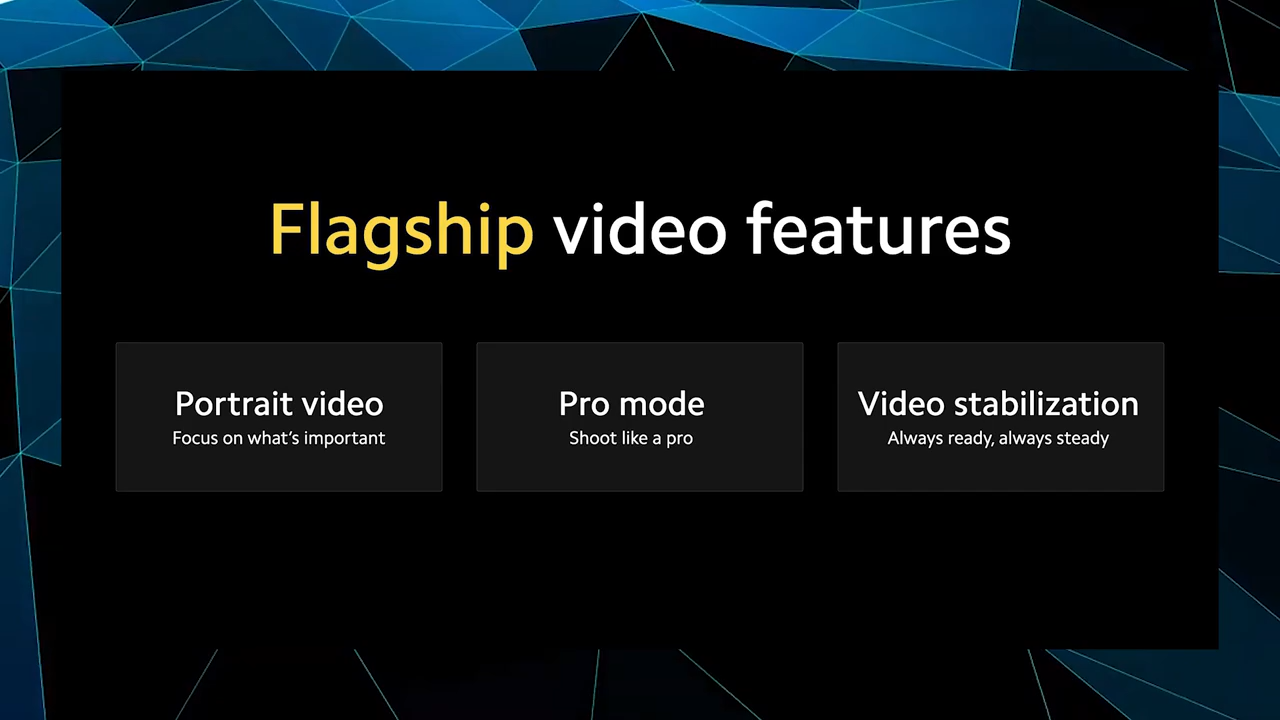 Flagship video features
Portrait video
Focus on what’s important
Pro mode
Shoot like a pro
Video stabilization
Always ready, always steady